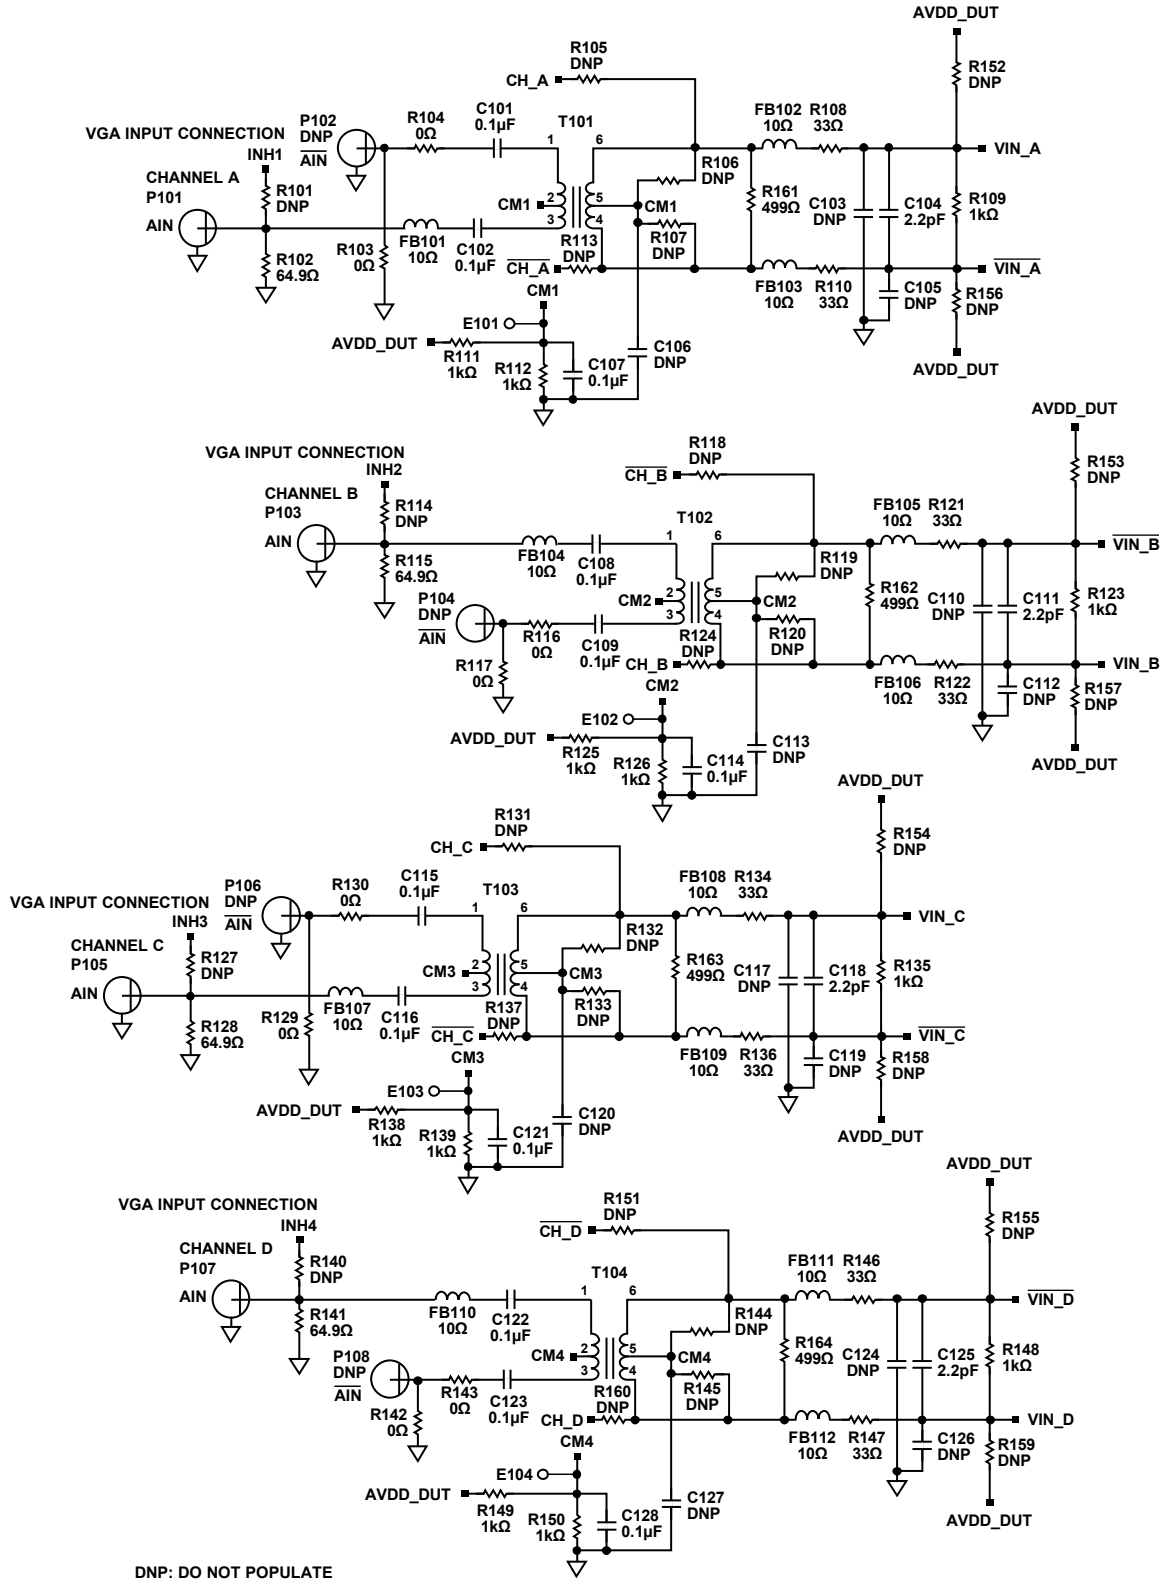 AVDD_DUT
R105
DNP
CH_A
R152
DNP
P102
DNP
AIN
R104
0Ω
C101
0.1µF
T101
1
6
FB102
10Ω
R108
33Ω
VGA INPUT CONNECTION
INH1
VIN_A
CHANNEL A
P101
AIN
R101
DNP
R106
DNP
CM1
2
5
CM1
R161
499Ω
C103
DNP
C104
2.2pF
R109
1kΩ
3
4
R107
DNP
R102
64.9Ω
R103
0Ω
FB101
10Ω
C102
0.1µF
R113
DNP
CH_A
FB103
10Ω
R110
33Ω
C105
DNP
VIN_A
R156
DNP
CM1
E101
AVDD_DUT
R111
1kΩ
R112
1kΩ
C107
0.1µF
C106
DNP
AVDD_DUT
AVDD_DUT
VGA INPUT CONNECTION
INH2
R118
DNP
CH_B
R153
DNP
CHANNEL B
P103
AIN
R114
DNP
T102
1
6
FB105
10Ω
R121
33Ω
VIN_B
R115
64.9Ω
FB104
10Ω
C108
0.1µF
R119
DNP
P104
DNP
AIN
CM2
2
5
CM2
R162
499Ω
C110
DNP
C111
2.2pF
R123
1kΩ
3
4
R116
0Ω
C109
0.1µF
R120
DNP
R117
0Ω
R124
DNP
CH_B
FB106
10Ω
R122
33Ω
C112
DNP
VIN_B
R157
DNP
CM2
E102
AVDD_DUT
R125
1kΩ
R126
1kΩ
C114
0.1µF
C113
DNP
AVDD_DUT
AVDD_DUT
R131
DNP
CH_C
R154
DNP
P106
DNP
AIN
R130
0Ω
C115
0.1µF
T103
1
6
FB108
10Ω
R134
33Ω
VGA INPUT CONNECTION
INH3
VIN_C
CHANNEL C
P105
AIN
R127
DNP
R132
DNP
CM3
2
5
CM3
R163
499Ω
C117
DNP
C118
2.2pF
R135
1kΩ
3
4
R133
DNP
R128
64.9Ω
R129
0Ω
FB107
10Ω
C116
0.1µF
R137
DNP
CH_C
FB109
10Ω
R136
33Ω
C119
DNP
VIN_C
R158
DNP
CM3
E103
AVDD_DUT
R138
1kΩ
R139
1kΩ
C121
0.1µF
C120
DNP
AVDD_DUT
AVDD_DUT
VGA INPUT CONNECTION
INH4
R151
DNP
CH_D
R155
DNP
CHANNEL D
P107
AIN
R140
DNP
T104
1
6
FB111
10Ω
R146
33Ω
VIN_D
R141
64.9Ω
FB110
10Ω
C122
0.1µF
R144
DNP
P108
DNP
AIN
CM4
2
5
CM4
R164
499Ω
C124
DNP
C125
2.2pF
R148
1kΩ
3
4
R143
0Ω
C123
0.1µF
R145
DNP
R142
0Ω
R160
DNP
CH_D
FB112
10Ω
R147
33Ω
C126
DNP
VIN_D
R159
DNP
CM4
E104
AVDD_DUT
R149
1kΩ
R150
1kΩ
C128
0.1µF
C127
DNP
AVDD_DUT
DNP: DO NOT POPULATE